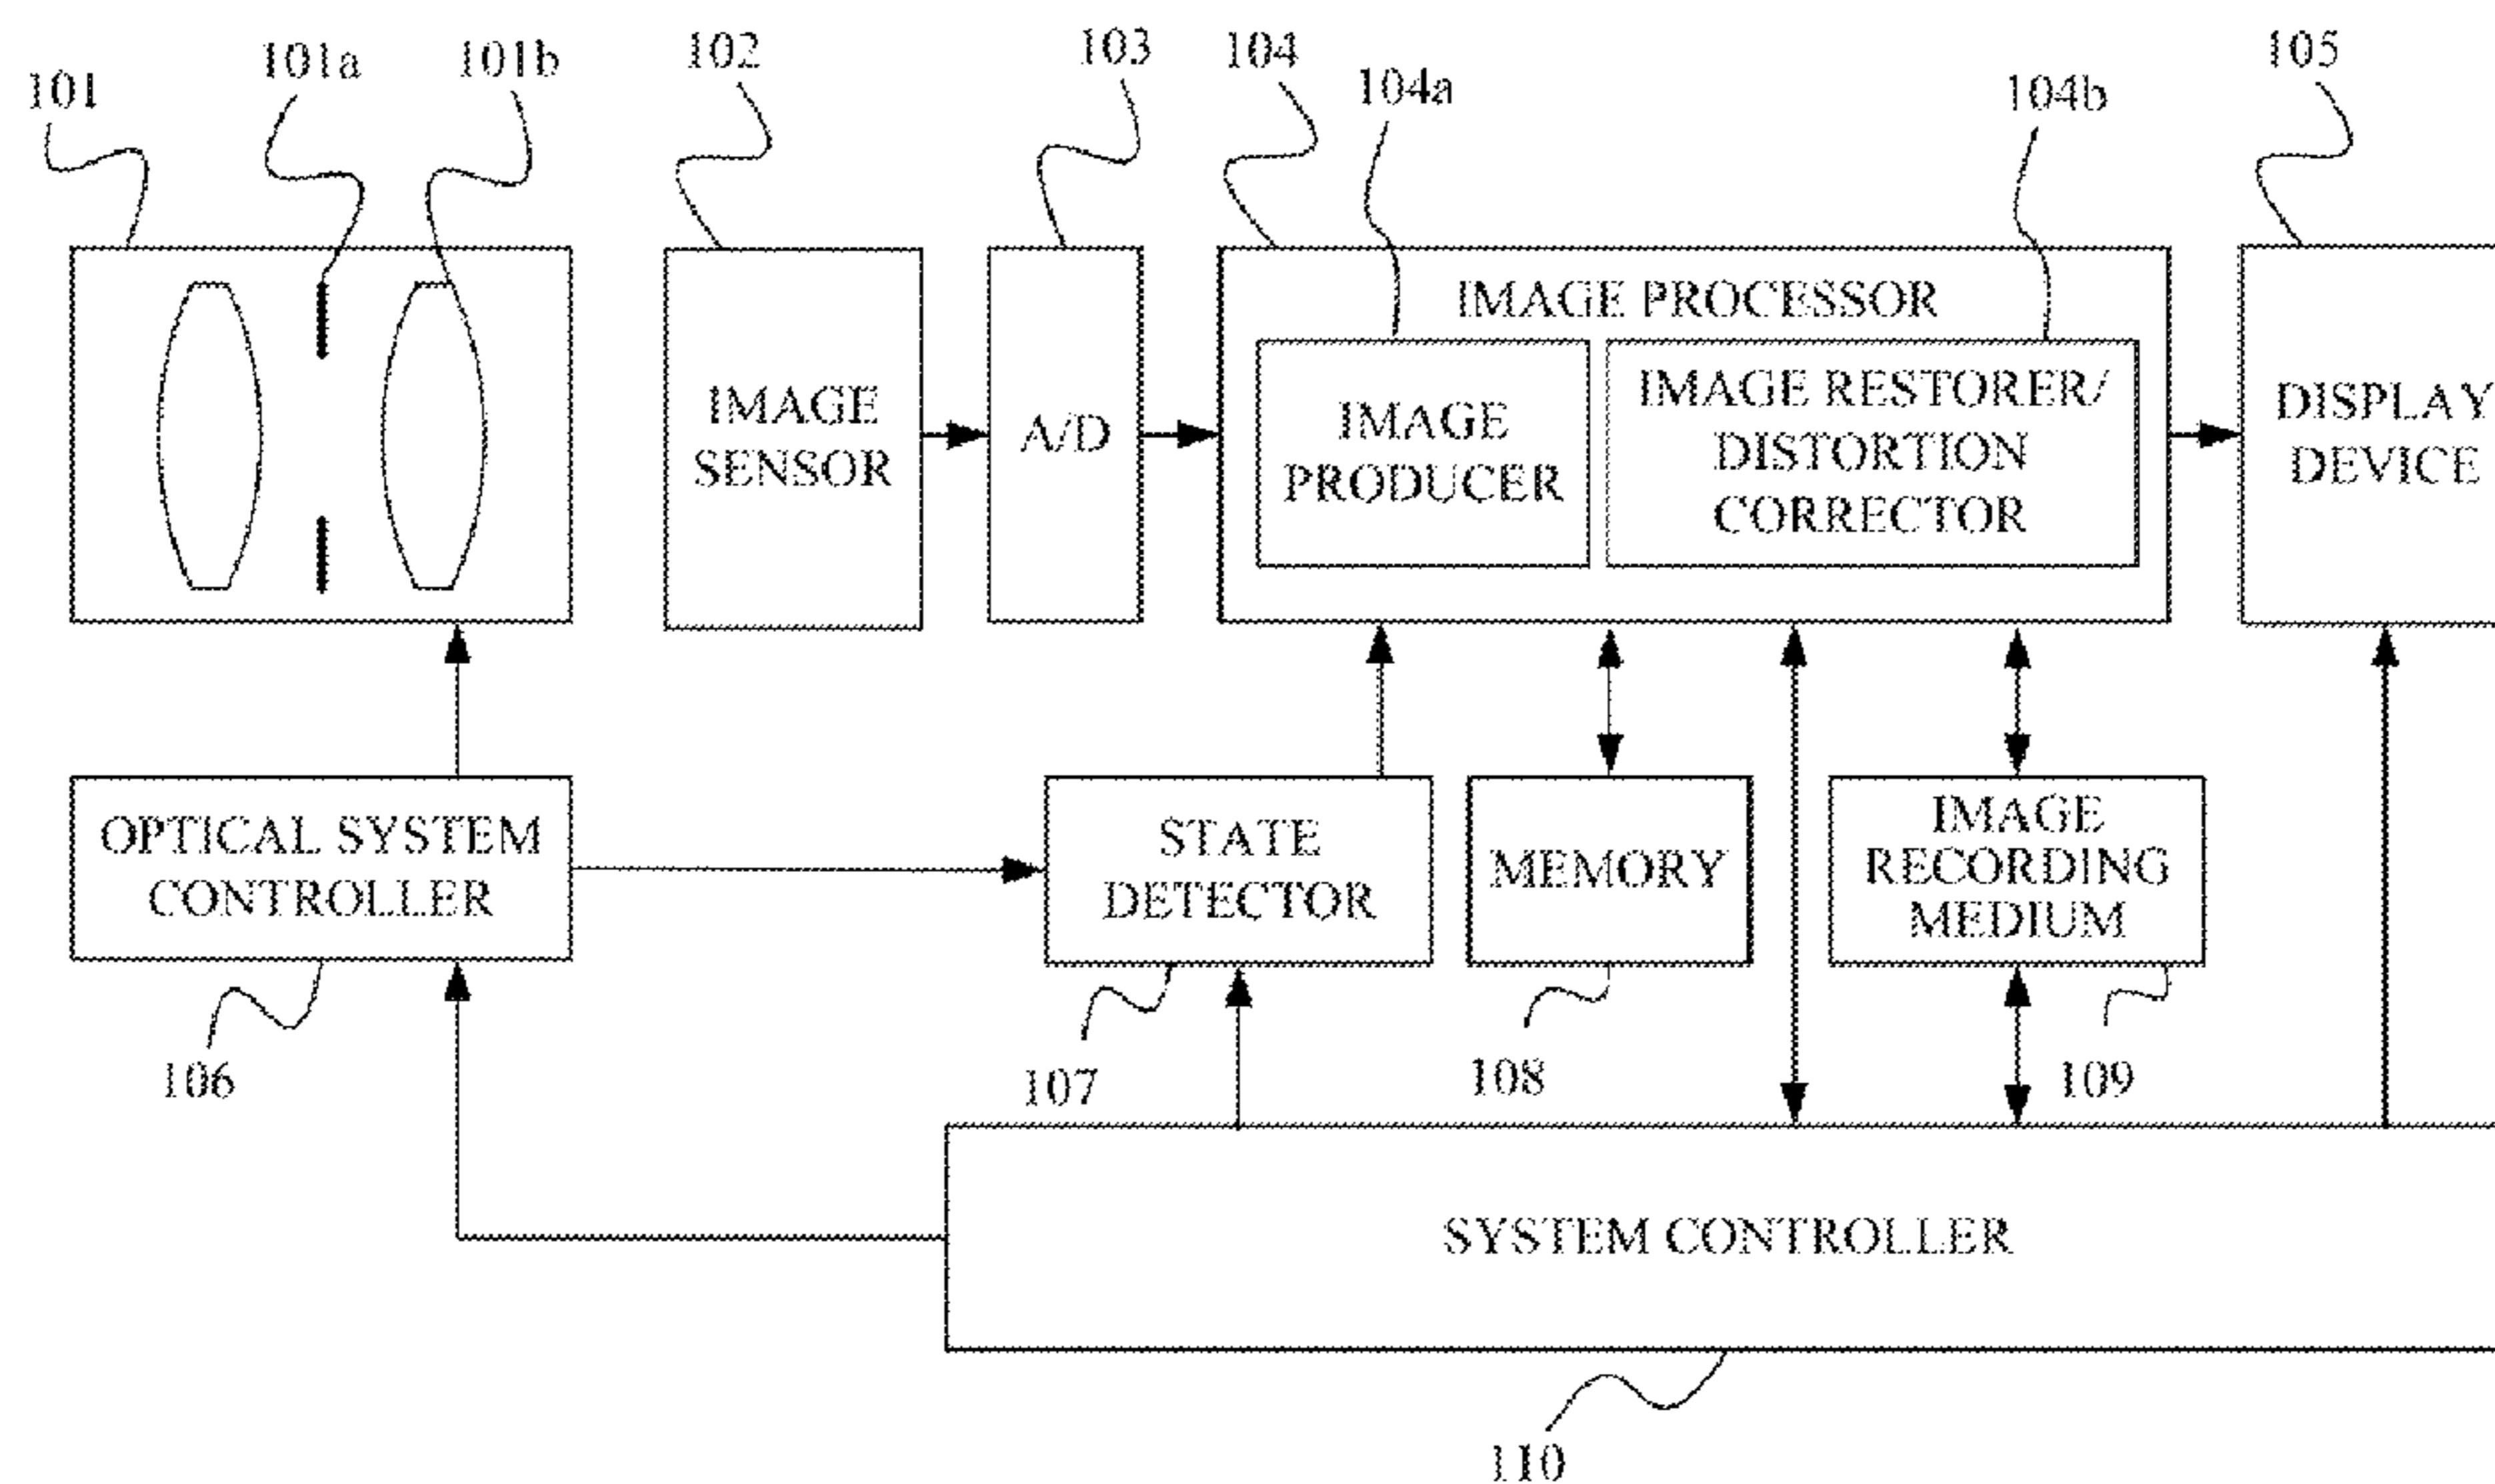 101
101a
101b
102
103
104
104a
104b
105
IMAGE PROCESSOR
IMAGE
SENSOR
A/D
IMAGE
PRODUCER
IMAGE RESTORER/
DISTORTION
CORRECTOR
DISPLAY
DEVICE
OPTICAL SYSTEM
CONTROLLER
STATE
DETECTOR
MEMORY
IMAGE
RECORDING
MEDIUM
106
107
108
109
SYSTEM CONTROLLER
110